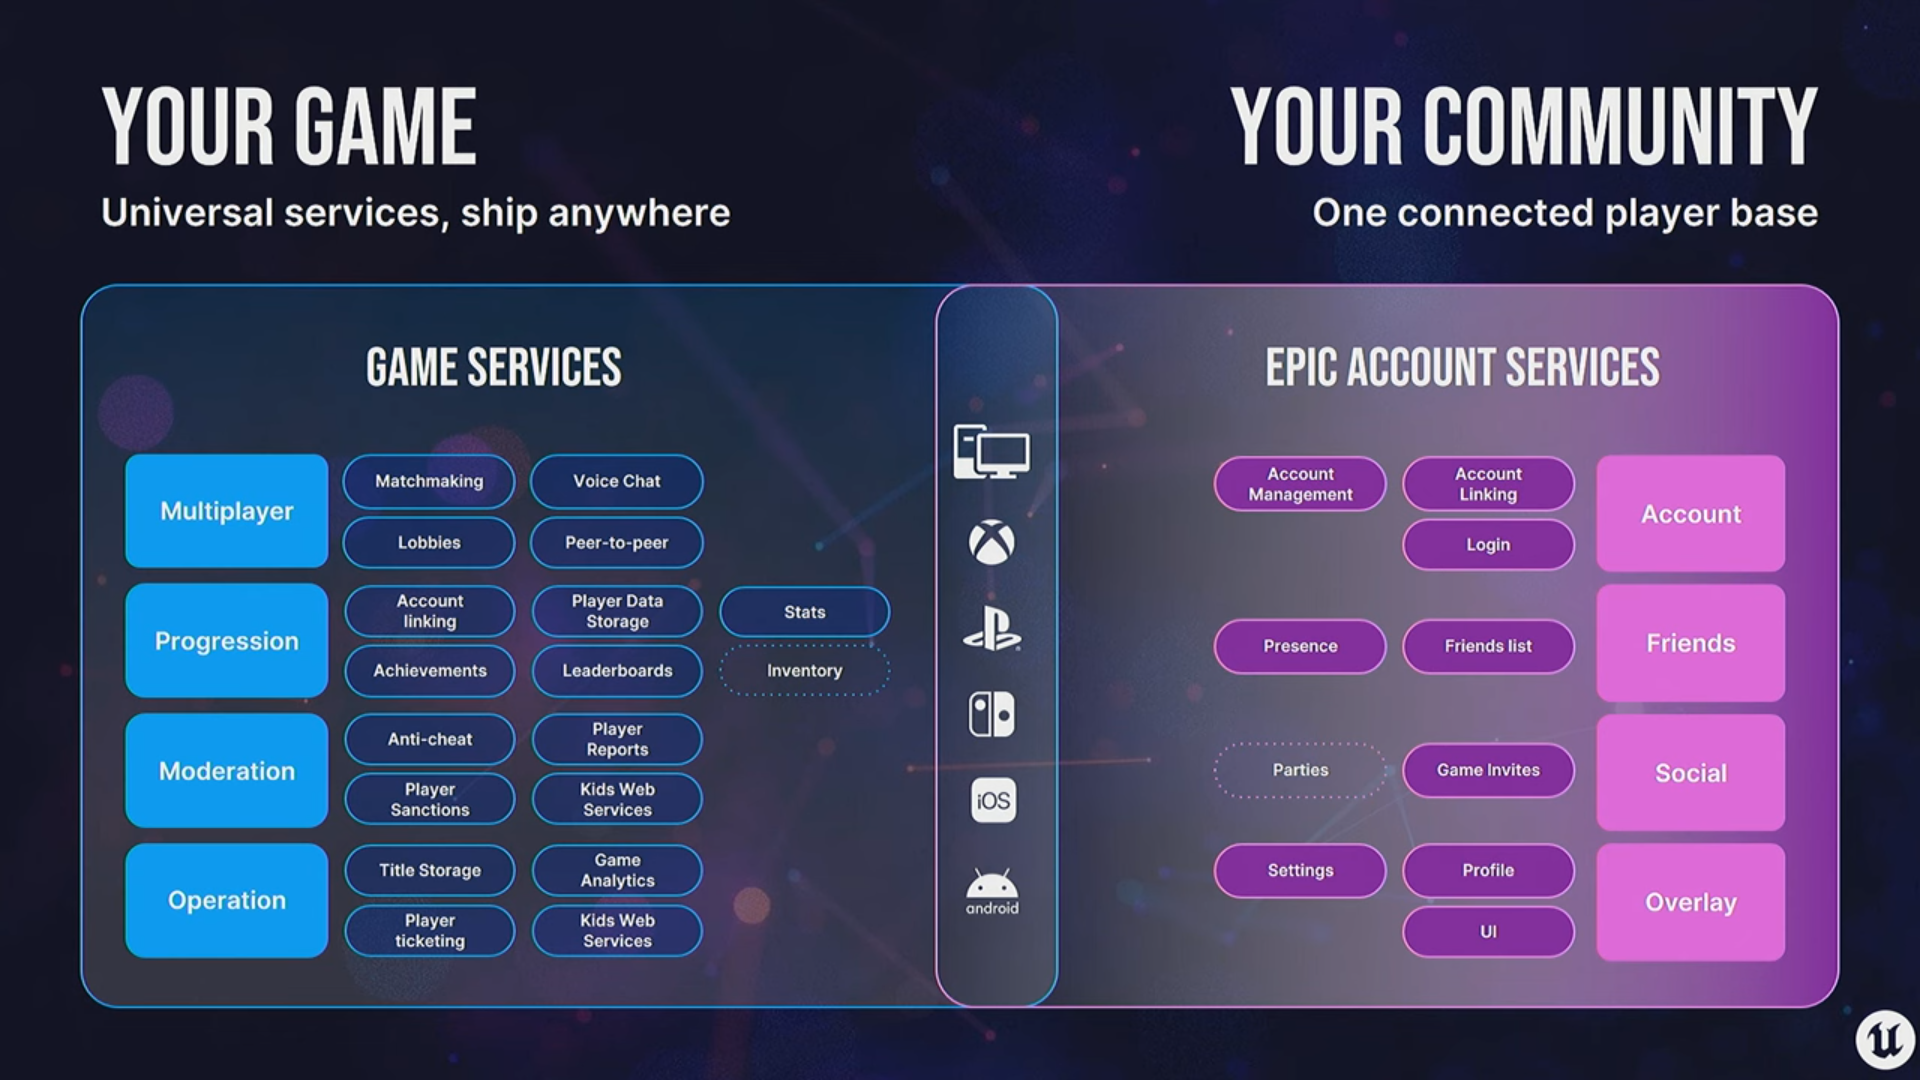 YOUR GAME
Universal services, ship anywhere
YOUR COMMUNITY
One connected player base
GAME SERVICES
Multiplayer
Matchmaking
Voice Chat
Lobbies
Peer-to-peer
Progression
Account
linking
Player Data
Storage
Stats
Achievements
Leaderboards
Inventory
Moderation
Anti-cheat
Player
Reports
Player
Sanctions
Kids Web
Services
Operation
Title Storage
Game
Analytics
Player
ticketing
Kids Web
Services
iOS
android
EPIC ACCOUNT SERVICES
Account
Management
Account
Linking
Login
Account
Presence
Friends list
Friends
Parties
Game Invites
Social
Settings
Profile
UI
Overlay